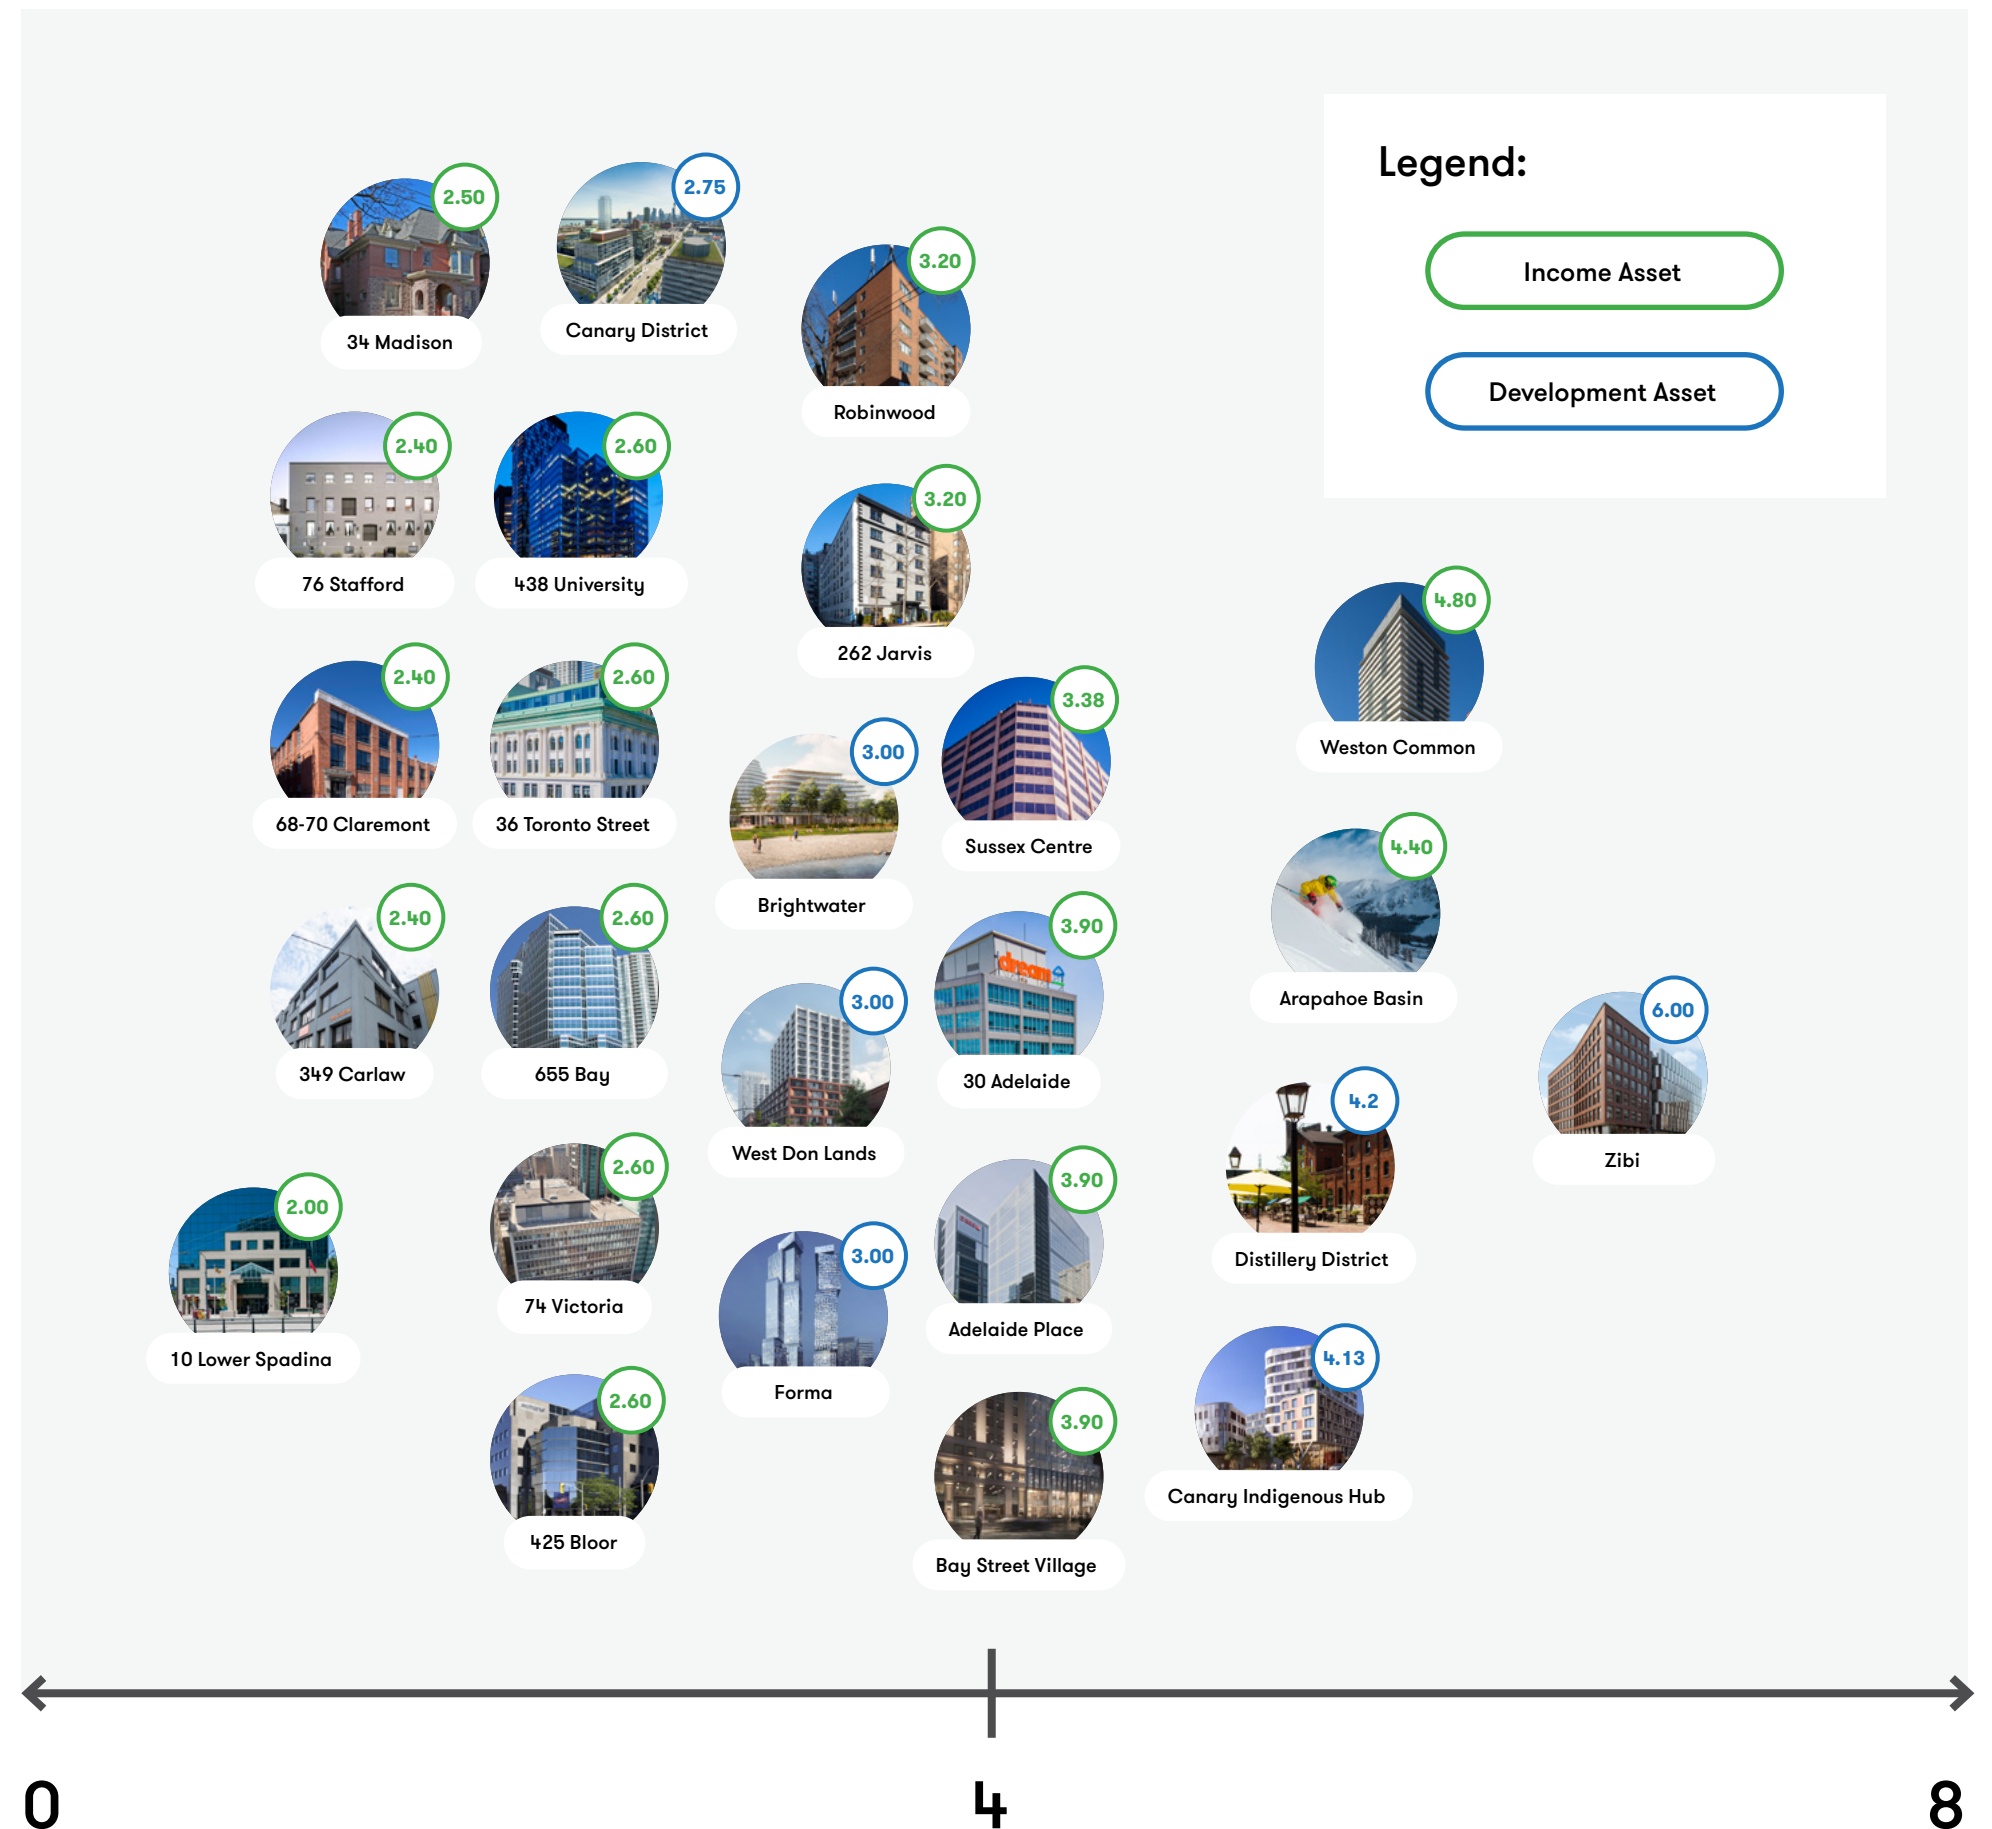 Legend:
Income Asset
Development Asset
2.50
34 Madison
2.75
Canary District
3.20
Robinwood
2.40
76 Stafford
2.60
438 University
3.20
262 Jarvis
4.80
Weston Common
2.40
68-70 Claremont
2.60
36 Toronto Street
3.00
Brightwater
3.38
Sussex Centre
4.40
Arapahoe Basin
2.40
349 Carlaw
2.60
655 Bay
3.00
West Don Lands
3.90
dream
30 Adelaide
4.2
Distillery District
6.00
Zibi
2.00
10 Lower Spadina
2.60
74 Victoria
3.00
Forma
3.90
Adelaide Place
4.13
Canary Indigenous Hub
2.60
425 Bloor
3.90
Bay Street Village
0
4
8